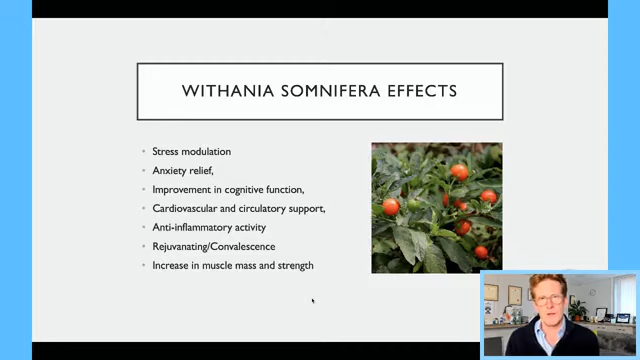 WITHANIA SOMNIFERA EFFECTS
• Stress modulation
• Anxiety relief,
• Improvement in cognitive function,
• Cardiovascular and circulatory support,
• Anti-inflammatory activity
• Rejuvanating/Convalescence
• Increase in muscle mass and strength